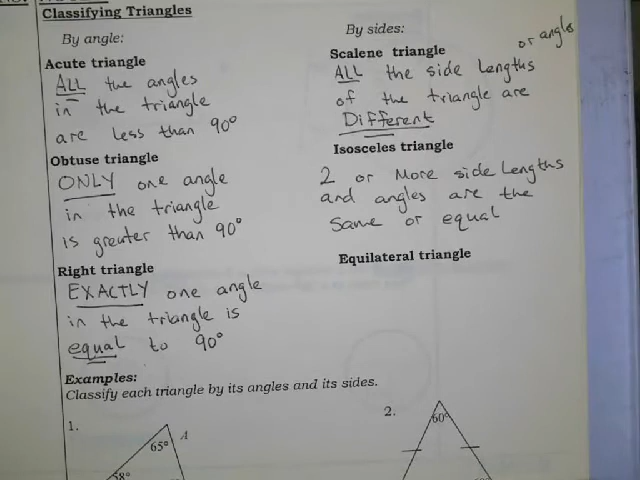 Classifying Triangles
By angle:
Acute triangle
ALL the angles
in the triangle
are less than 90°
Obtuse triangle
ONLY one angle
in the triangle
is greater than 90°
Right triangle
EXACTLY one angle
in the triangle is
equal to 90°
By sides:
Scalene triangle
or angles
ALL the side lengths
of the triangle are
Different
Isosceles triangle
2 or More side Lengths
and angles are the
Same or equal
Equilateral triangle
Examples:
Classify each triangle by its angles and its sides.
1.
A
65°
2.
60°